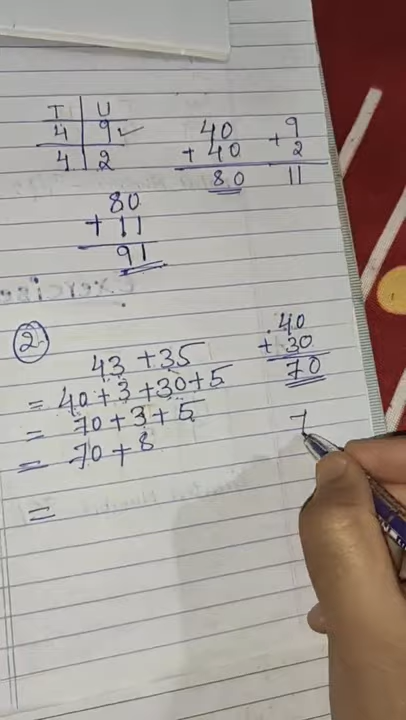 T U
4 9 ✓
4 2
40
+ 40
80
+ 9
2
11
80
+ 11
91
2.
43 + 35
= 40 + 3 + 30 + 5
= 70 + 3 + 5
= 70 + 8
=
40
+ 30
70
7